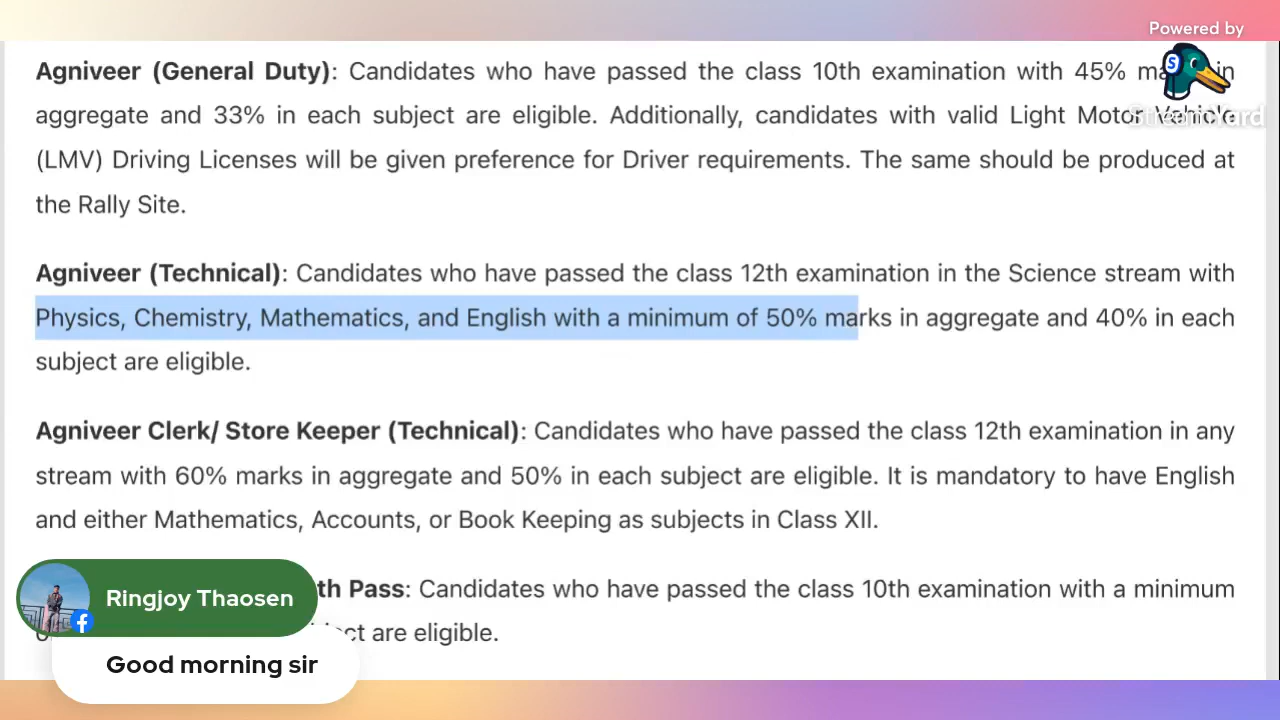 Powered by
StreamYard
Agniveer (General Duty): Candidates who have passed the class 10th examination with 45% marks in
aggregate and 33% in each subject are eligible. Additionally, candidates with valid Light Motor Vehicle
(LMV) Driving Licenses will be given preference for Driver requirements. The same should be produced at
the Rally Site.
Agniveer (Technical): Candidates who have passed the class 12th examination in the Science stream with
Physics, Chemistry, Mathematics, and English with a minimum of 50% marks in aggregate and 40% in each
subject are eligible.
Agniveer Clerk/ Store Keeper (Technical): Candidates who have passed the class 12th examination in any
stream with 60% marks in aggregate and 50% in each subject are eligible. It is mandatory to have English
and either Mathematics, Accounts, or Book Keeping as subjects in Class XII.
th Pass: Candidates who have passed the class 10th examination with a minimum
are eligible.
Ringjoy Thaosen
Good morning sir